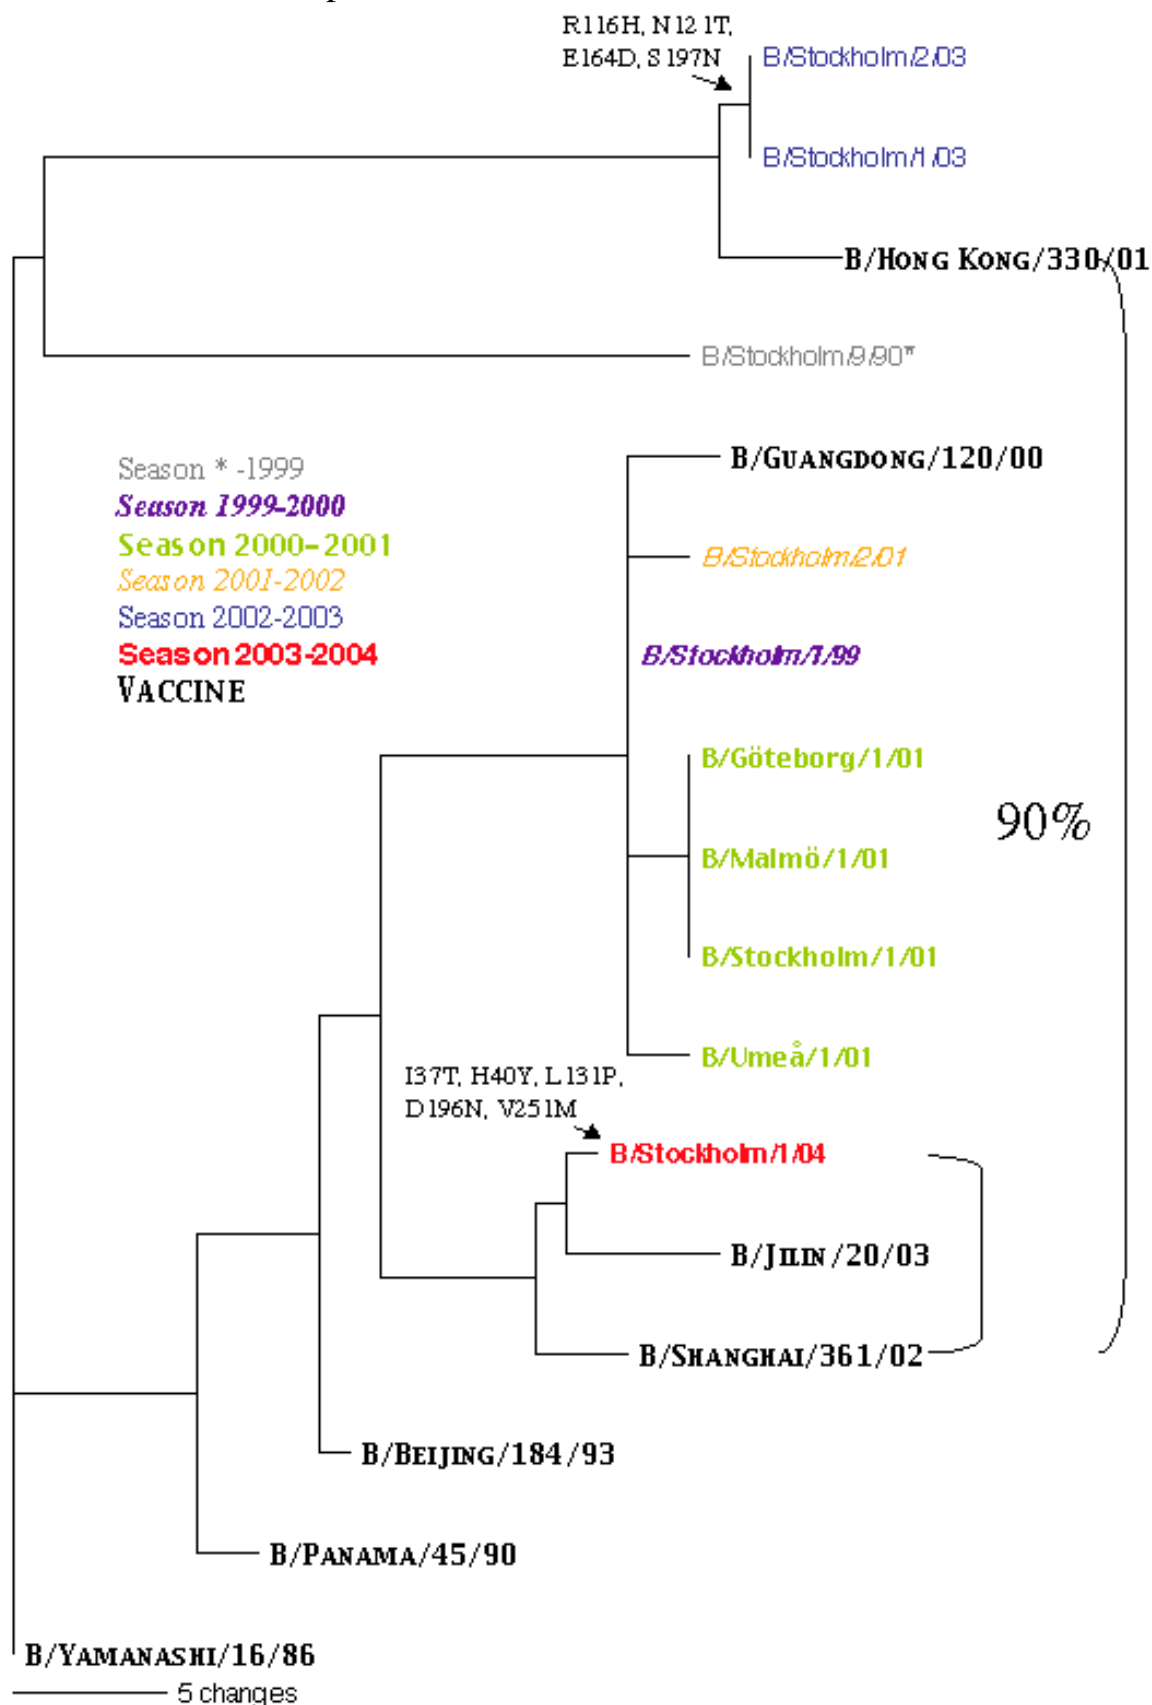 R116H, N121T,
E164D, S197N
B/Stockholm/2/03
B/Stockholm/1/03
B/HONG KONG/330/01
B/Stockholm/9/90*
B/GUANGDONG/120/00
Season * -1999
Season 1999-2000
Season 2000-2001
Season 2001-2002
Season 2002-2003
Season 2003-2004
VACCINE
B/Stockholm/2/01
B/Stockholm/1/99
B/Göteborg/1/01
90%
B/Malmö/1/01
B/Stockholm/1/01
B/Umeå/1/01
I37T, H40Y, L131P,
D196N, V251M
B/Stockholm/1/04
B/JILIN/20/03
B/SHANGHAI/361/02
B/BEIJING/184/93
B/PANAMA/45/90
B/YAMANASHI/16/86
5 changes